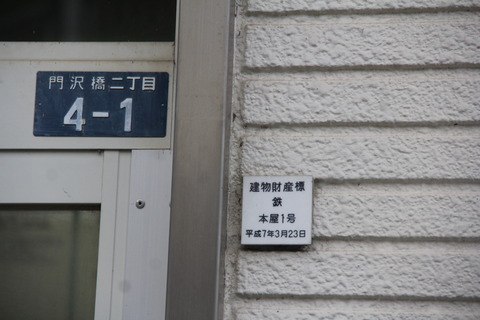 門沢橋二丁目
4-1
建物財産標
鉄
本屋1号
平成7年3月23日